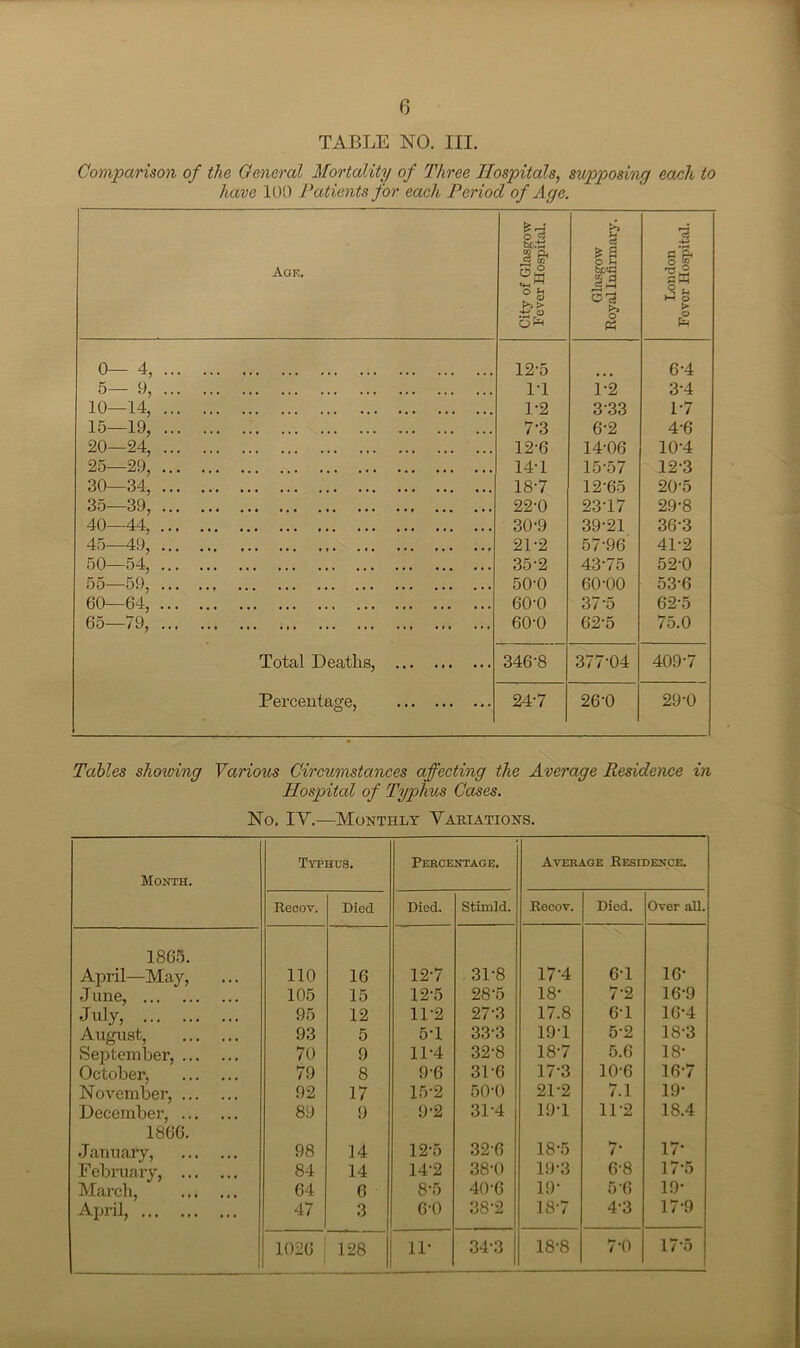 6
TABLE NO. III.
Comparison of the General Mortality of Three Hospitals, supposing each to
have 100 Patients for each Period of Age.
Age. | City of Glasgow Fever Hospital. | Glasgow Royal Infirmary. | London Fever Hospital.
0— 4, ... | 12·5 | ... | 6·4
5— 9, ... | 1·1 | 1·2 | 3·4
10—14, ... | 1·2 | 3·33 | 1·7
15—19, ... | 7·3 | 6·2 | 4·6
20—24, ... | 12·6 | 14·06 | 10·4
25—29, ... | 14·1 | 15·57 | 12·3
30—34, ... | 18·7 | 12·65 | 20·5
35—39, ... | 22·0 | 23·17 | 29·8
40—44, ... | 30·9 | 39·21 | 36·3
45—49, ... | 21·2 | 57·96 | 41·2
50—54, ... | 35·2 | 43·75 | 52·0
55—59, ... | 50·0 | 60·00 | 53·6
60—64, ... | 60·0 | 37·5 | 62·5
65—79, ... | 60·0 | 62·5 | 75.0
Total Deaths, ... ... ... | 346·8 | 377·04 | 409·7
Percentage, ... ... ... | 24·7 | 26·0 | 29·0
Tables showing Various Circumstances affecting the Average Residence in
Hospital of Typhus Cases.
No. IV.—Monthly Variations.
Month. | Typhus. | Percentage. | Average Residence.
Recov. | Died | Died. | Stimld. | Recov. | Died. | Over all.
1865.
April—May, ... | 110 | 16 | 12·7 | 31·8 | 17·4 | 6·1 | 16·
June, ... ... ... | 105 | 15 | 12·5 | 28·5 | 18· | 7·2 | 16·9
July, ... ... ... | 95 | 12 | 11·2 | 27·3 | 17.8 | 6·1 | 16·4
August, ... ... | 93 | 5 | 5·1 | 33·3 | 19·1 | 5·2 | 18·3
September, ... ... | 70 | 9 | 11·4 | 32·8 | 18·7 | 5.6 | 18·
October, ... ... | 79 | 8 | 9·6 | 31·6 | 17·3 | 10·6 | 16·7
November, ... ... | 92 | 17 | 15·2 | 50·0 | 21·2 | 7.1 | 19·
December, ... ... | 89 | 9 | 9·2 | 31·4 | 19·1 | 11·2 | 18.4
1866.
January, ... ... | 98 | 14 | 12·5 | 32·6 | 18·5 | 7· | 17·
February, ... ... | 84 | 14 | 14·2 | 38·0 | 19·3 | 6·8 | 17·5
March, ... ... | 64 | 6 | 8·5 | 40·6 | 19· | 5·6 | 19·
April, ... ... ... | 47 | 3 | 6·0 | 38·2 | 18·7 | 4·3 | 17·9
1026 | 128 | 11· | 34·3 | 18·8 | 7·0 | 17·5